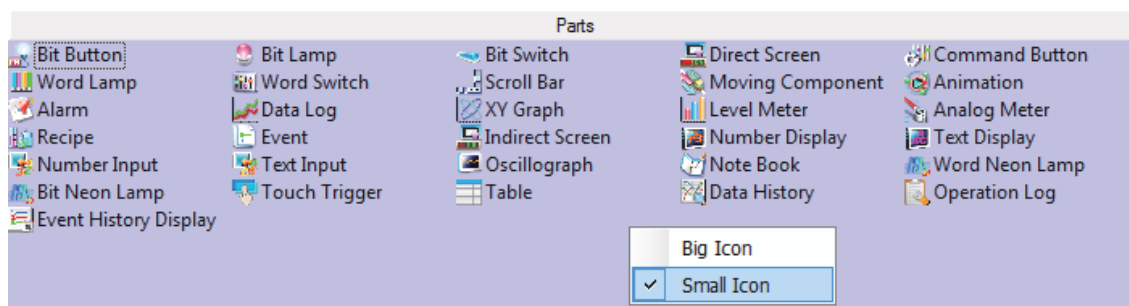 Parts
Bit Button Bit Lamp Bit Switch Direct Screen Command Button
Word Lamp Word Switch Scroll Bar Moving Component Animation
Alarm Data Log XY Graph Level Meter Analog Meter
Recipe Event Indirect Screen Number Display Text Display
Number Input Text Input Oscillograph Note Book Word Neon Lamp
Bit Neon Lamp Touch Trigger Table Data History Operation Log
Event History Display
Big Icon
Small Icon